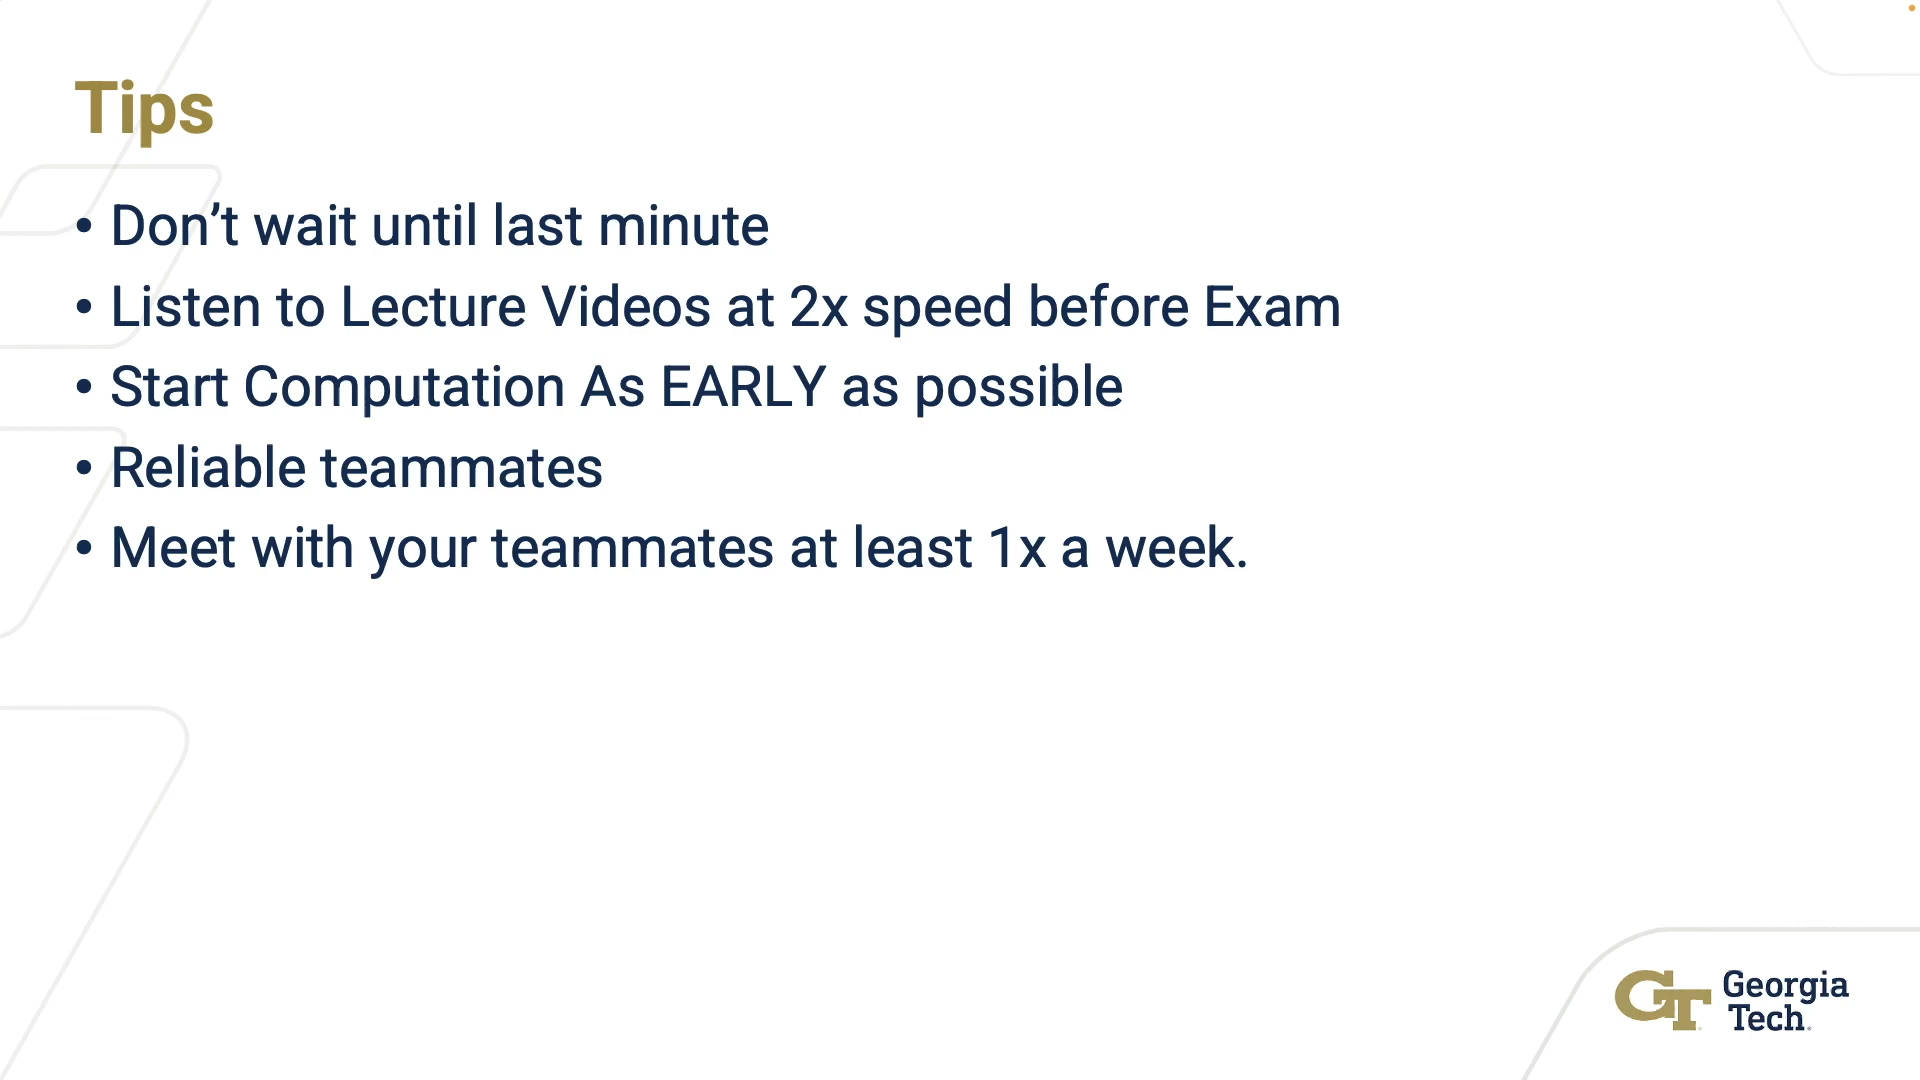 Tips
• Don’t wait until last minute
• Listen to Lecture Videos at 2x speed before Exam
• Start Computation As EARLY as possible
• Reliable teammates
• Meet with your teammates at least 1x a week.
GT Georgia
Tech